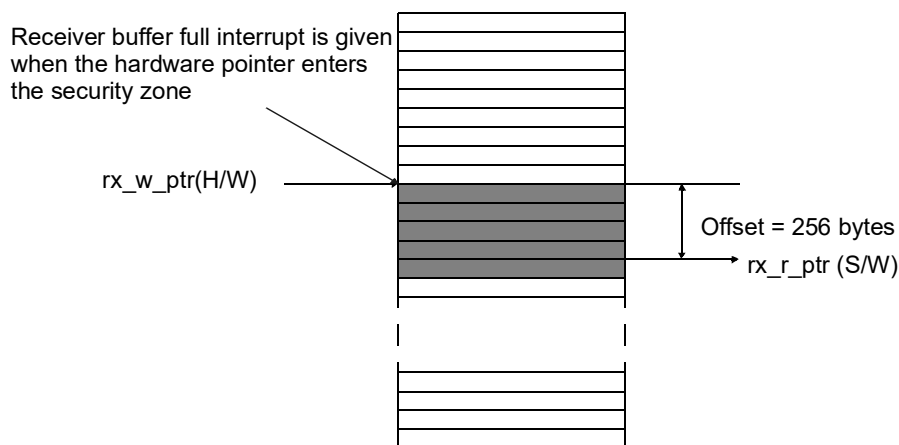 Receiver buffer full interrupt is given
when the hardware pointer enters
the security zone
rx_w_ptr(H/W)
Offset = 256 bytes
rx_r_ptr (S/W)